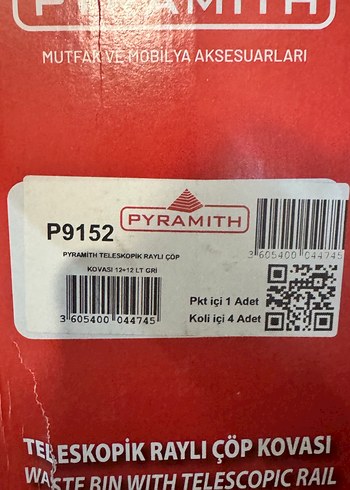 PYRAMITH
MUTFAK VE MOBİLYA AKSESUARLARI
PYRAMITH
P9152
PYRAMİTH TELESKOPİK RAYLI ÇÖP
KOVASI 12+12 LT GRİ
3 605400 044745
3 605400 044745
Pkt içi 1 Adet
Koli içi 4 Adet
TELESKOPİK RAYLI ÇÖP KOVASI
WASTE BIN WITH TELESCOPIC RAIL